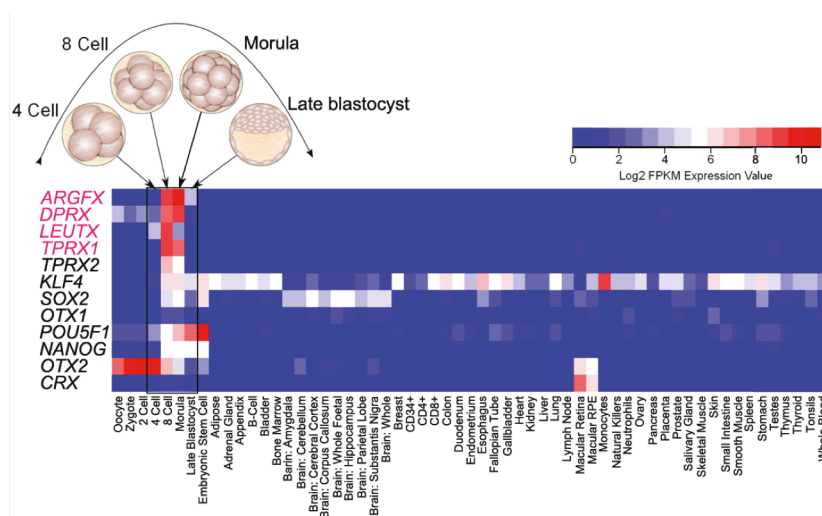 8 Cell
Morula
4 Cell
Late blastocyst
0 2 4 6 8 10
Log2 FPKM Expression Value
ARGFX
DPRX
LEUTX
TPRX1
TPRX2
KLF4
SOX2
OTX1
POU5F1
NANOG
OTX2
CRX
Oocyte
Zygote
2 Cell
4 Cell
8 Cell
Morula
Late Blastocyst
Embryonic Stem Cell
Adipose
Adrenal Gland
Appendix
B-Cell
Bladder
Bone Marrow
Barin: Amygdala
Brain: Cerebellum
Brain: Cerebral Cortex
Brain: Corpus Callosum
Brain: Whole Foetal
Brain: Hippocampus
Brain: Parietal Lobe
Brain: Substantis Nigra
Brain: Whole
Breast
CD34+
CD4+
CD8+
Colon
Duodenum
Endometrium
Esophagus
Fallopian Tube
Gallbladder
Heart
Kidney
Liver
Lung
Lymph Node
Macular Retina
Macular RPE
Monocytes
Natural Killers
Neutrophils
Ovary
Pancreas
Placenta
Prostate
Salivary Gland
Skeletal Muscle
Skin
Small Intestine
Smooth Muscle
Spleen
Stomach
Testes
Thymus
Thyroid
Tonsils